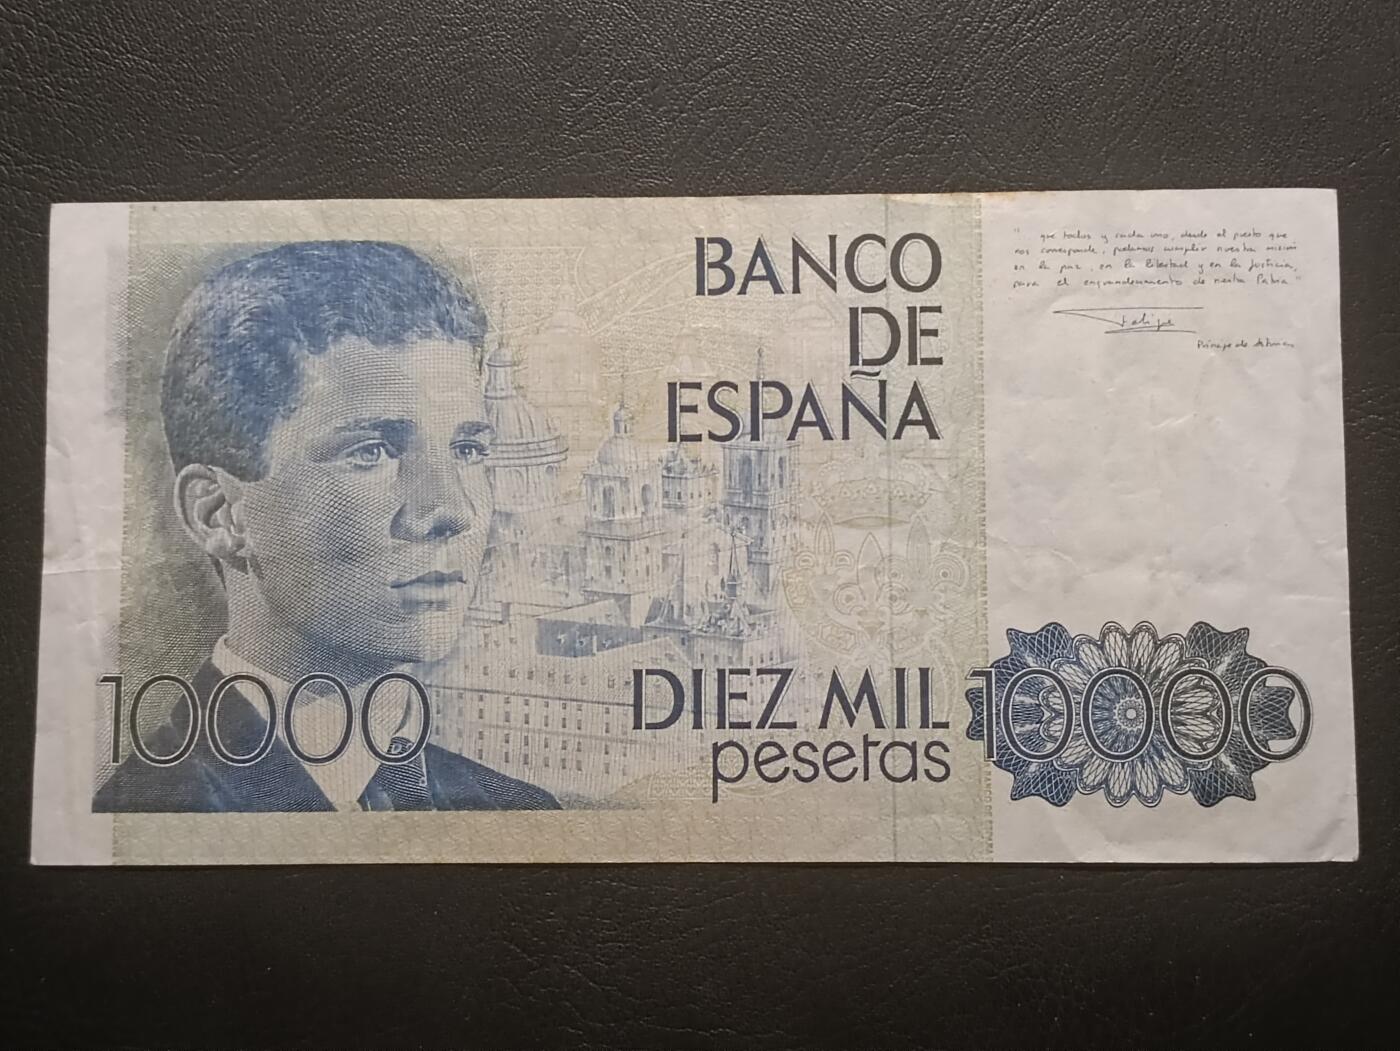 BANCO
DE
ESPAÑA
" que todos y cada uno, desde el puesto que
nos corresponde, podamos cumplir nuestra misión
en la paz, en la libertad y en la Justicia,
para el engrandecimiento de nuestra Patria"
Felipe
Príncipe de Asturias
10000
DIEZ MIL
pesetas
10000